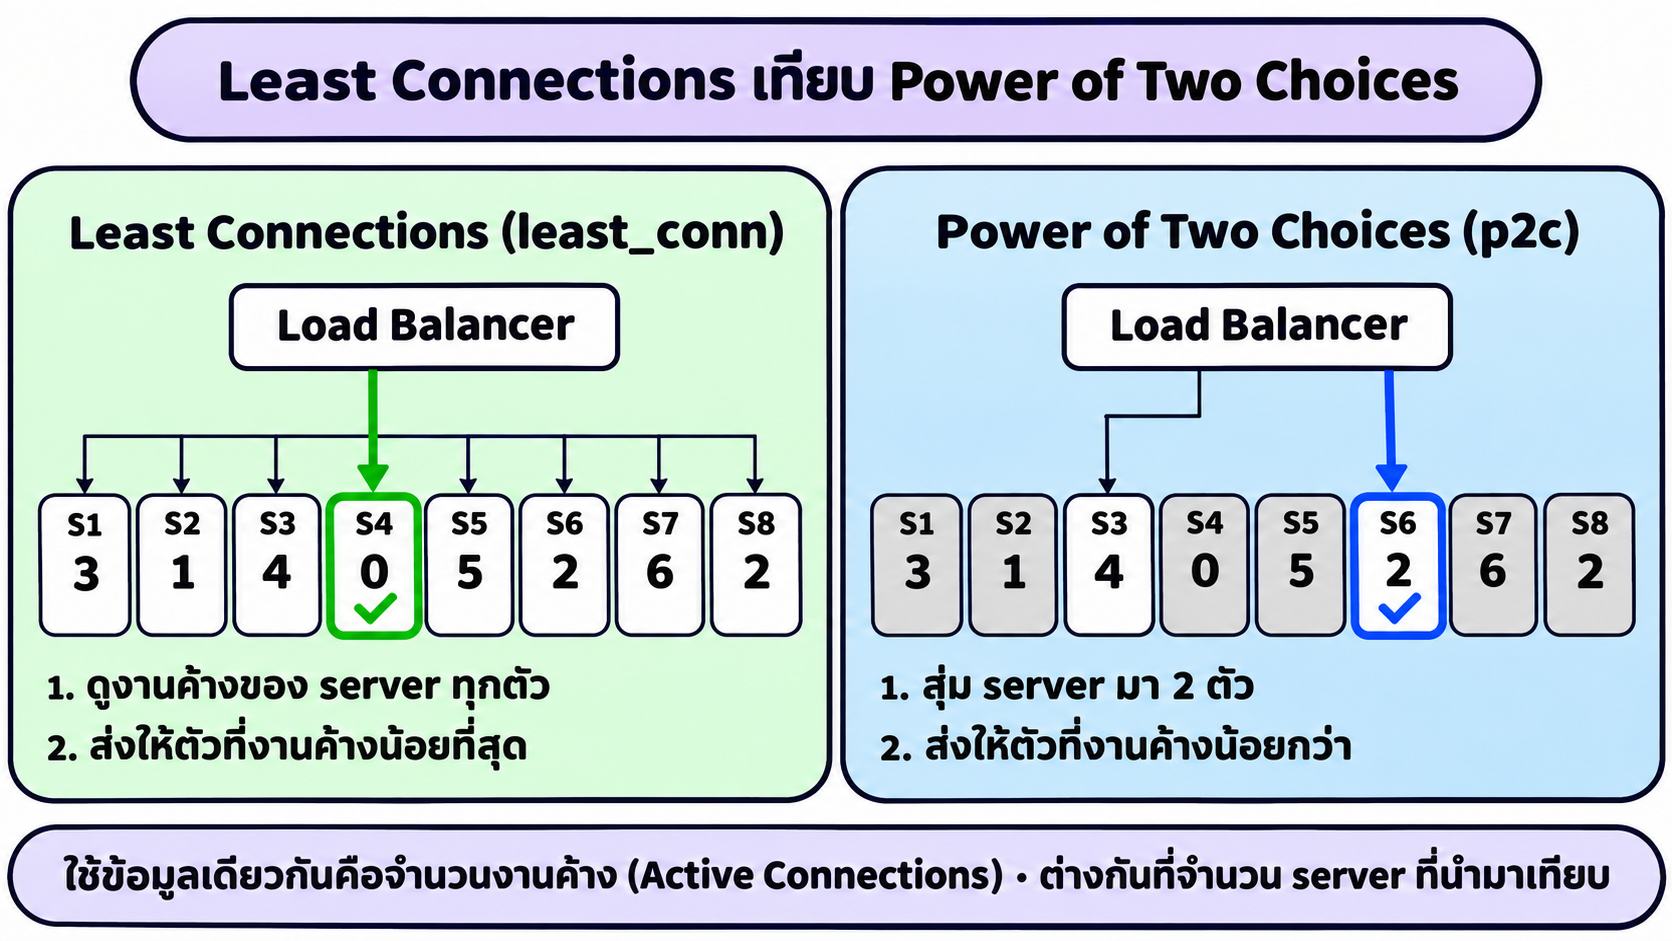 Least Connections เทียบ Power of Two Choices
Least Connections (least_conn)
Load Balancer
S1 S2 S3 S4 S5 S6 S7 S8
3 1 4 0 5 2 6 2
1. ดูงานค้างของ server ทุกตัว
2. ส่งให้ตัวที่งานค้างน้อยที่สุด
Power of Two Choices (p2c)
Load Balancer
S1 S2 S3 S4 S5 S6 S7 S8
3 1 4 0 5 2 6 2
1. สุ่ม server มา 2 ตัว
2. ส่งให้ตัวที่งานค้างน้อยกว่า
ใช้ข้อมูลเดียวกันคือจำนวนงานค้าง (Active Connections) • ต่างกันที่จำนวน server ที่นำมาเทียบ